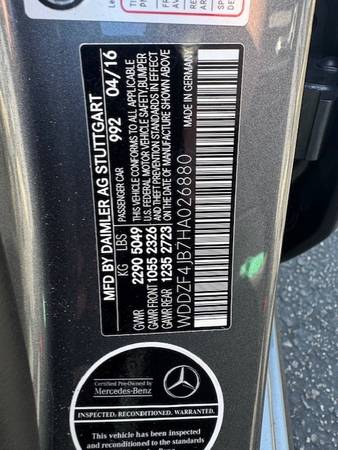 MFD BY DAIMLER AG STUTTGART
PASSENGER CAR 992 04/16
KG LBS
GVWR 2290 5049
GAWR FRONT 1055 2326
GAWR REAR 1235 2723
THIS VEHICLE CONFORMS TO ALL APPLICABLE
U.S. FEDERAL MOTOR VEHICLE SAFETY, BUMPER
AND THEFT PREVENTION STANDARDS IN EFFECT
ON THE DATE OF MANUFACTURE SHOWN ABOVE
MADE IN GERMANY
WDDZF4JB7HA026880
Certified Pre-Owned by
Mercedes-Benz
INSPECTED. RECONDITIONED. WARRANTED.
This vehicle has been inspected
and reconditioned
to the standards